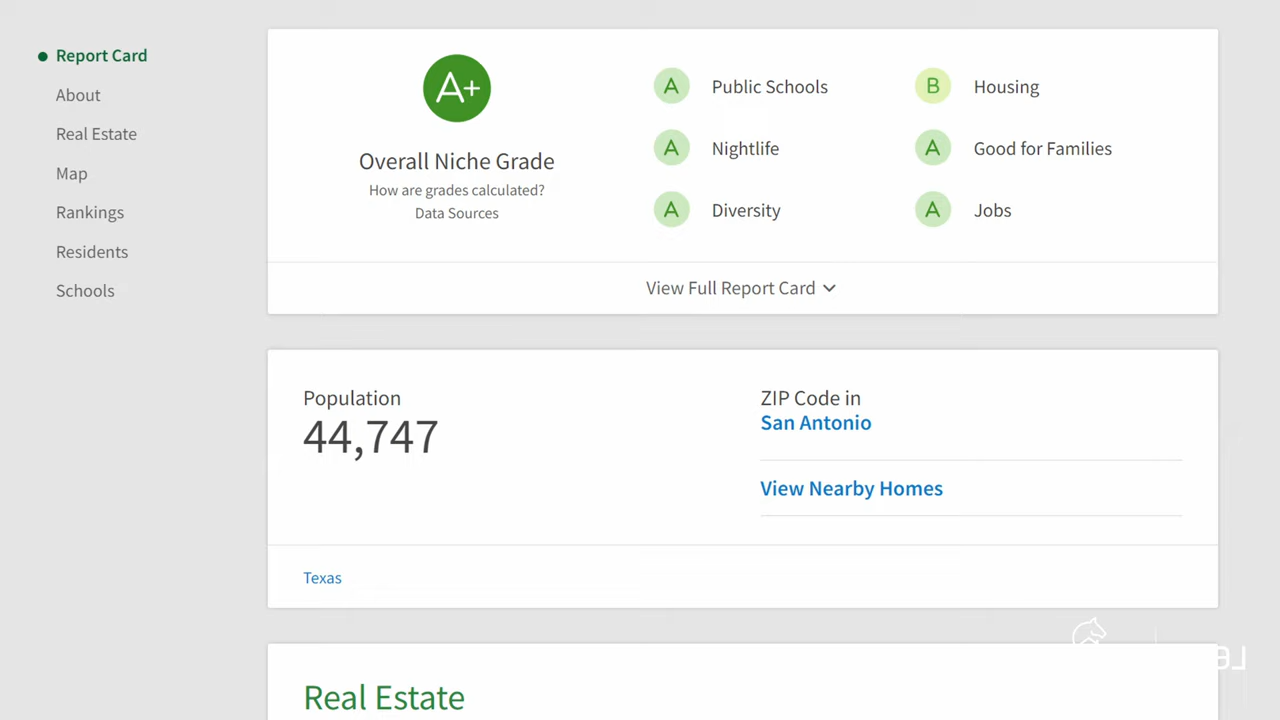 Report Card
About
Real Estate
Map
Rankings
Residents
Schools
A+
Overall Niche Grade
How are grades calculated?
Data Sources
A Public Schools
B Housing
A Nightlife
A Good for Families
A Diversity
A Jobs
View Full Report Card
Population
44,747
ZIP Code in
San Antonio
View Nearby Homes
Texas
Real Estate